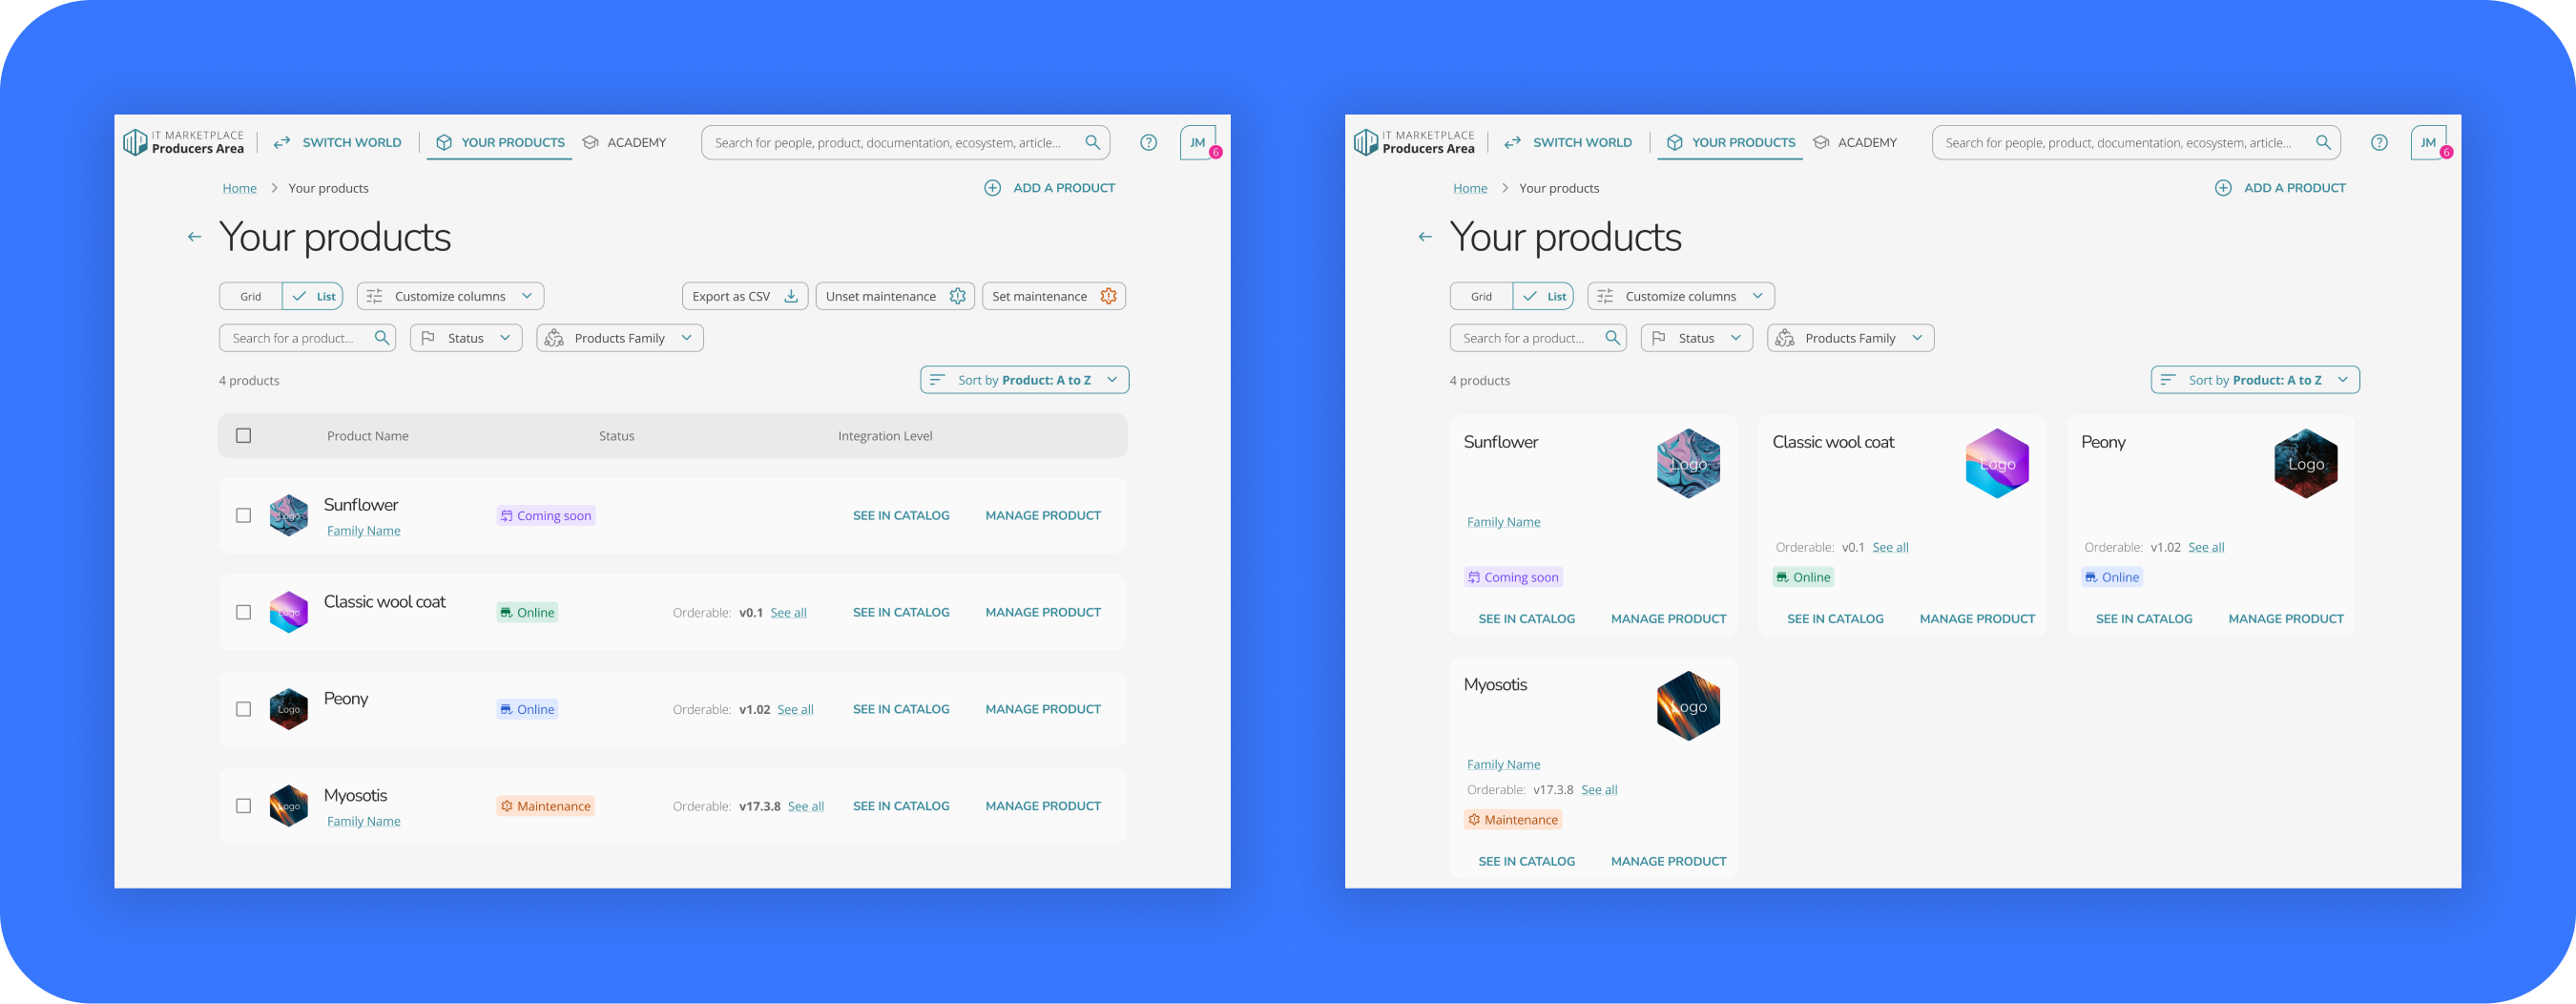 IT MARKETPLACE
Producers Area
SWITCH WORLD
YOUR PRODUCTS
ACADEMY
Search for people, product, documentation, ecosystem, article...
JM
6
Home > Your products
ADD A PRODUCT
Your products
Grid
List
Customize columns
Export as CSV
Unset maintenance
Set maintenance
Search for a product...
Status
Products Family
4 products
Sort by Product: A to Z
Product Name
Status
Integration Level
Logo
Sunflower
Family Name
Coming soon
SEE IN CATALOG
MANAGE PRODUCT
Logo
Classic wool coat
Online
Orderable: v0.1 See all
SEE IN CATALOG
MANAGE PRODUCT
Logo
Peony
Online
Orderable: v1.02 See all
SEE IN CATALOG
MANAGE PRODUCT
Logo
Myosotis
Family Name
Maintenance
Orderable: v17.3.8 See all
SEE IN CATALOG
MANAGE PRODUCT
IT MARKETPLACE
Producers Area
SWITCH WORLD
YOUR PRODUCTS
ACADEMY
Search for people, product, documentation, ecosystem, article...
JM
6
Home > Your products
ADD A PRODUCT
Your products
Grid
List
Customize columns
Search for a product...
Status
Products Family
4 products
Sort by Product: A to Z
Sunflower
Logo
Family Name
Coming soon
SEE IN CATALOG
MANAGE PRODUCT
Classic wool coat
Logo
Orderable: v0.1 See all
Online
SEE IN CATALOG
MANAGE PRODUCT
Peony
Logo
Orderable: v1.02 See all
Online
SEE IN CATALOG
MANAGE PRODUCT
Myosotis
Logo
Family Name
Orderable: v17.3.8 See all
Maintenance
SEE IN CATALOG
MANAGE PRODUCT